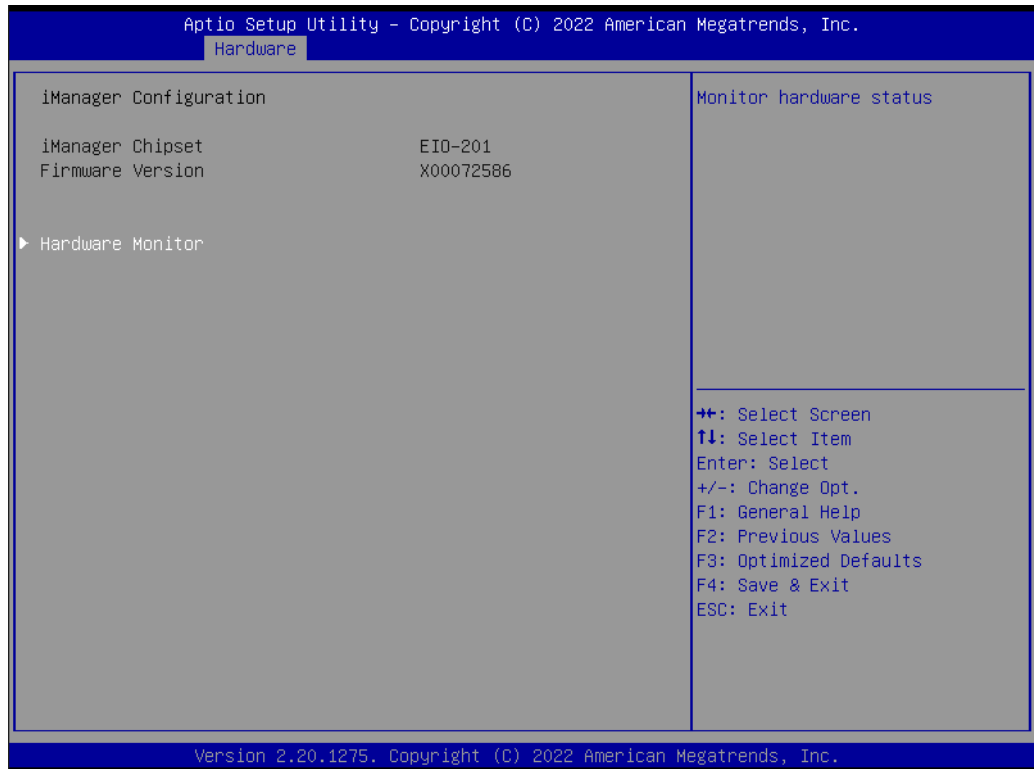 Aptio Setup Utility – Copyright (C) 2022 American Megatrends, Inc.
Hardware
iManager Configuration
iManager Chipset EIO-201
Firmware Version X00072586
Hardware Monitor
Monitor hardware status
→←: Select Screen
↑↓: Select Item
Enter: Select
+/-: Change Opt.
F1: General Help
F2: Previous Values
F3: Optimized Defaults
F4: Save & Exit
ESC: Exit
Version 2.20.1275. Copyright (C) 2022 American Megatrends, Inc.